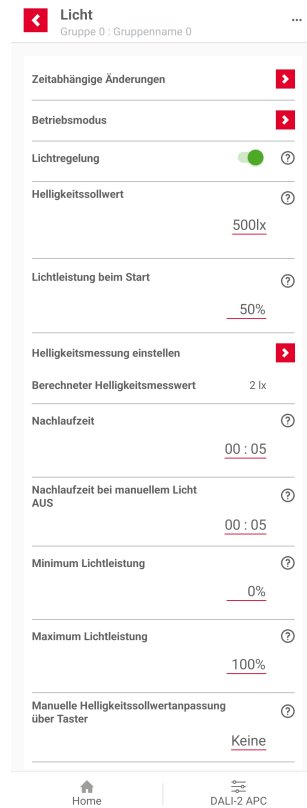 Licht
Gruppe 0 : Gruppenname 0
...
Zeitabhängige Änderungen
Betriebsmodus
Lichtregelung
?
Helligkeitssollwert
?
500lx
Lichtleistung beim Start
?
50%
Helligkeitsmessung einstellen
Berechneter Helligkeitsmesswert 2 lx
Nachlaufzeit
?
00 : 05
Nachlaufzeit bei manuellem Licht
AUS
?
00 : 05
Minimum Lichtleistung
?
0%
Maximum Lichtleistung
?
100%
Manuelle Helligkeitssollwertanpassung
über Taster
?
Keine
Home DALI-2 APC